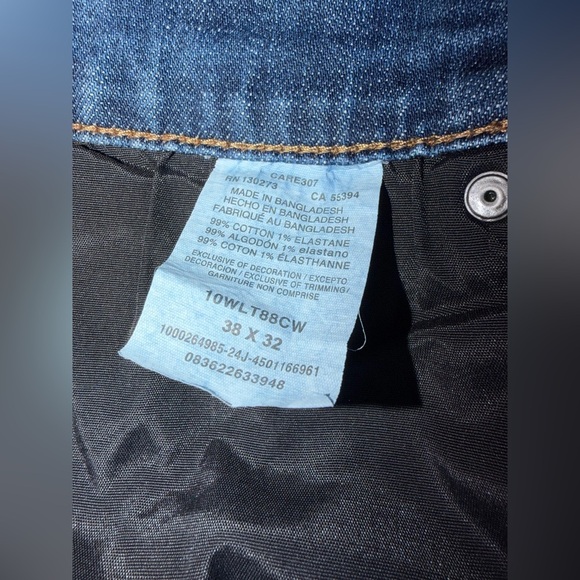 CARE307
RN 130273 CA 55394
MADE IN BANGLADESH
HECHO EN BANGLADESH
FABRIQUÉ AU BANGLADESH
99% COTTON 1% ELASTANE
99% ALGODÓN 1% elastano
99% COTON 1% ÉLASTHANNE
EXCLUSIVE OF DECORATION / EXCEPTO
DECORACIÓN / EXCLUSIVE OF TRIMMING/
GARNITURE NON COMPRISE
10WLT88CW
38 X 32
1000264985-24J-4501166961
083622633948